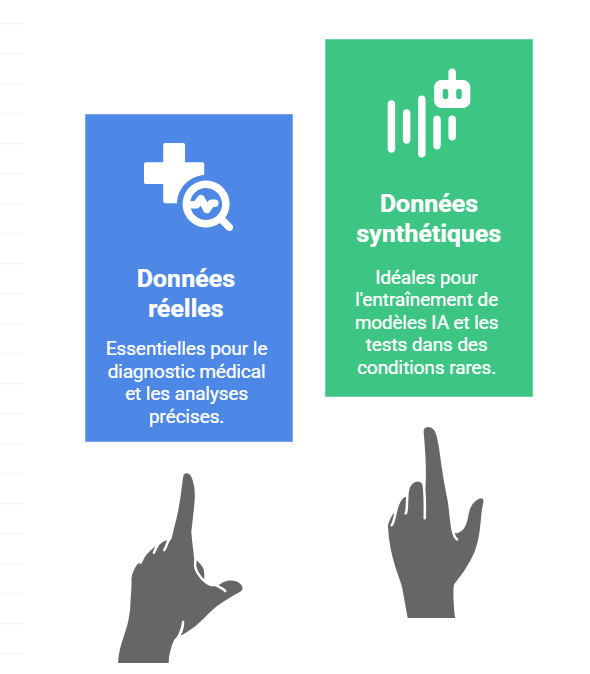 Données
réelles
Essentielles pour le
diagnostic médical
et les analyses
précises.
Données
synthétiques
Idéales pour
l'entraînement de
modèles IA et les
tests dans des
conditions rares.